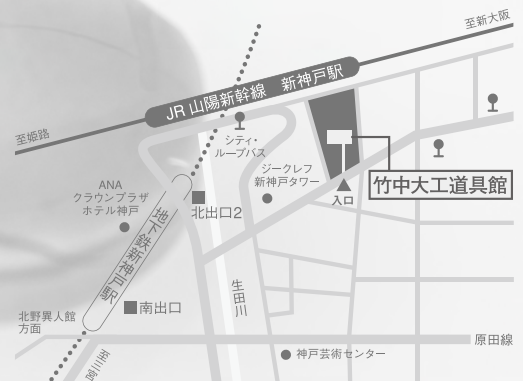 至新大阪
JR 山陽新幹線 新神戸駅
至姫路
シティ・
ループバス
ジークレフ
新神戸タワー
竹中大工道具館
入口
ANA
クラウンプラザ
ホテル神戸
北出口2
地下鉄新神戸駅
生田川
南出口
北野異人館
方面
原田線
神戸芸術センター
至三宮